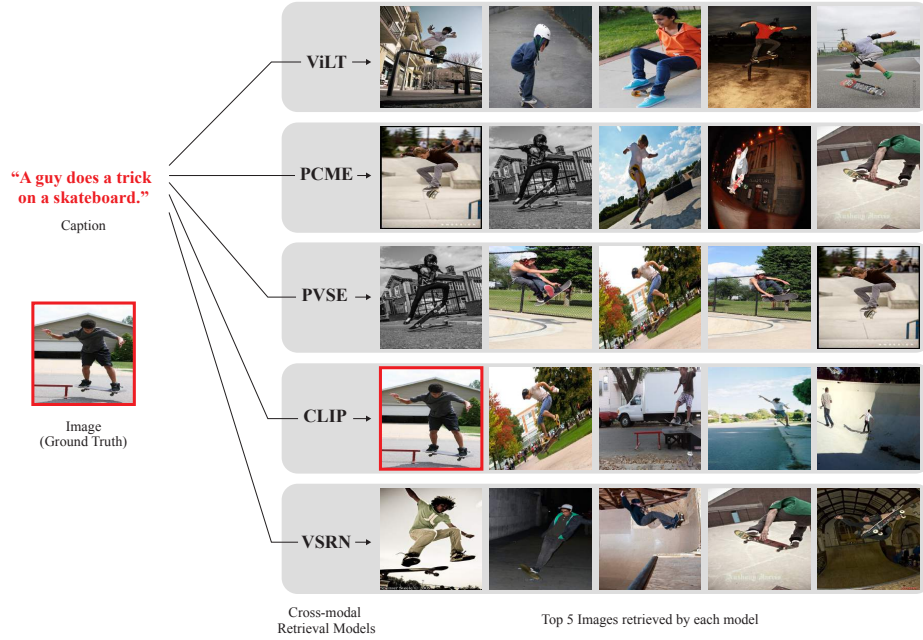 ViLT
PCME
“A guy does a trick
on a skateboard.”
Caption
PVSE
Image
(Ground Truth)
CLIP
VSRN
Cross-modal
Retrieval Models
Top 5 Images retrieved by each model